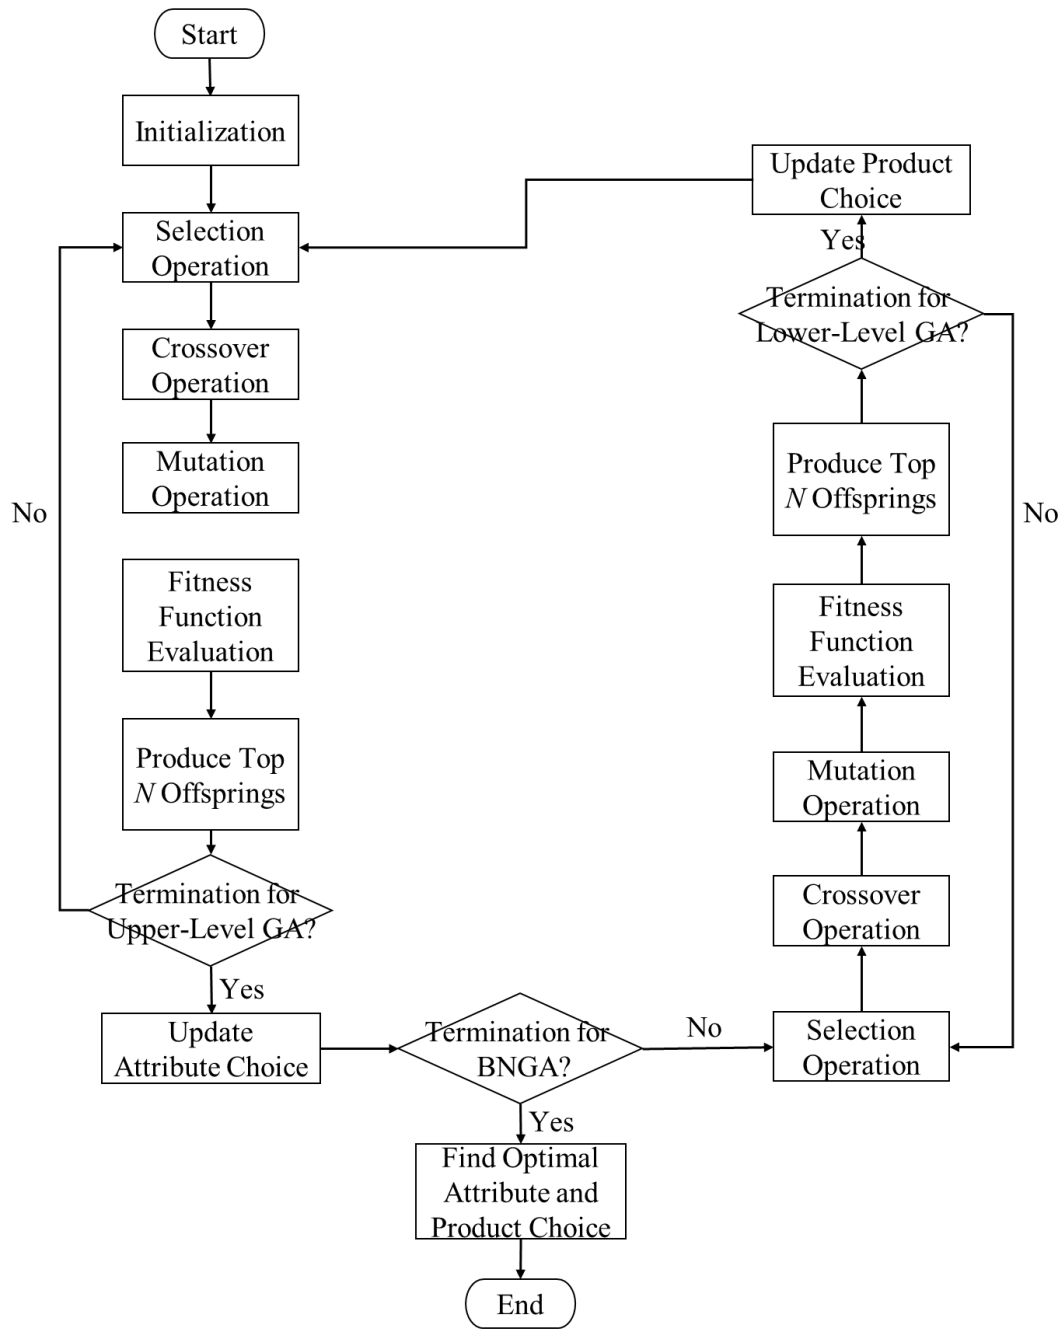 Start
Initialization
Selection
Operation
Crossover
Operation
Mutation
Operation
No
Fitness
Function
Evaluation
Produce Top
N Offsprings
Termination for
Upper-Level GA?
Yes
Update
Attribute Choice
Termination for
BNGA?
No
Yes
Find Optimal
Attribute and
Product Choice
End
Selection
Operation
Crossover
Operation
Mutation
Operation
Fitness
Function
Evaluation
Produce Top
N Offsprings
No
Termination for
Lower-Level GA?
Yes
Update Product
Choice